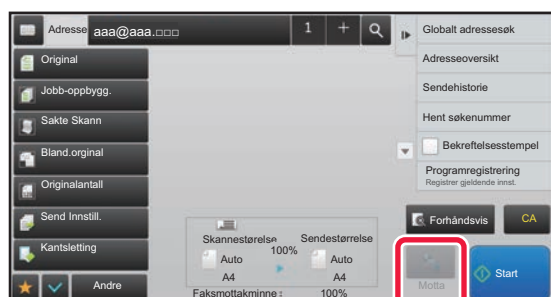 Adresse aaa@aaa.□□□ 1 +
Original
Jobb-oppbygg.
Sakte Skann
Bland.orginal
Originalantall
Send Innstill.
Kantsletting
Andre
Skannestørelse Sendestørrelse
100%
Auto Auto
A4 A4
Faksmottakminne : 100%
Globalt adressesøk
Adresseoversikt
Sendehistorie
Hent søkenummer
Bekreftelsesstempel
Programregistrering
Registrer gjeldende innst.
Forhåndsvis CA
Motta Start